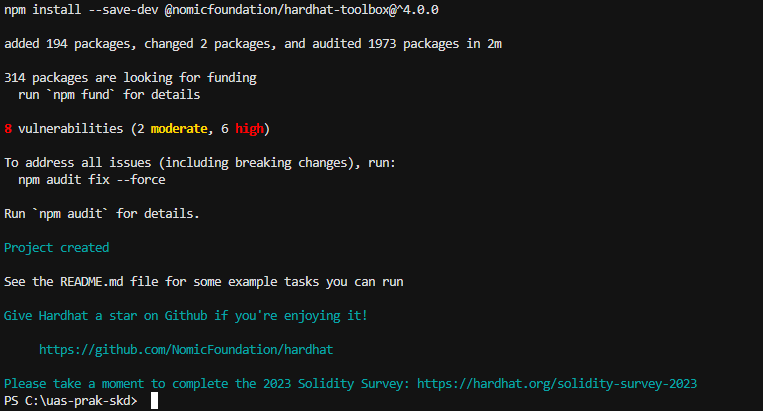 npm install --save-dev @nomicfoundation/hardhat-toolbox@^4.0.0
added 194 packages, changed 2 packages, and audited 1973 packages in 2m
314 packages are looking for funding
  run `npm fund` for details
8 vulnerabilities (2 moderate, 6 high)
To address all issues (including breaking changes), run:
  npm audit fix --force
Run `npm audit` for details.
Project created
See the README.md file for some example tasks you can run
Give Hardhat a star on Github if you're enjoying it!
     https://github.com/NomicFoundation/hardhat
Please take a moment to complete the 2023 Solidity Survey: https://hardhat.org/solidity-survey-2023
PS C:\uas-prak-skd>